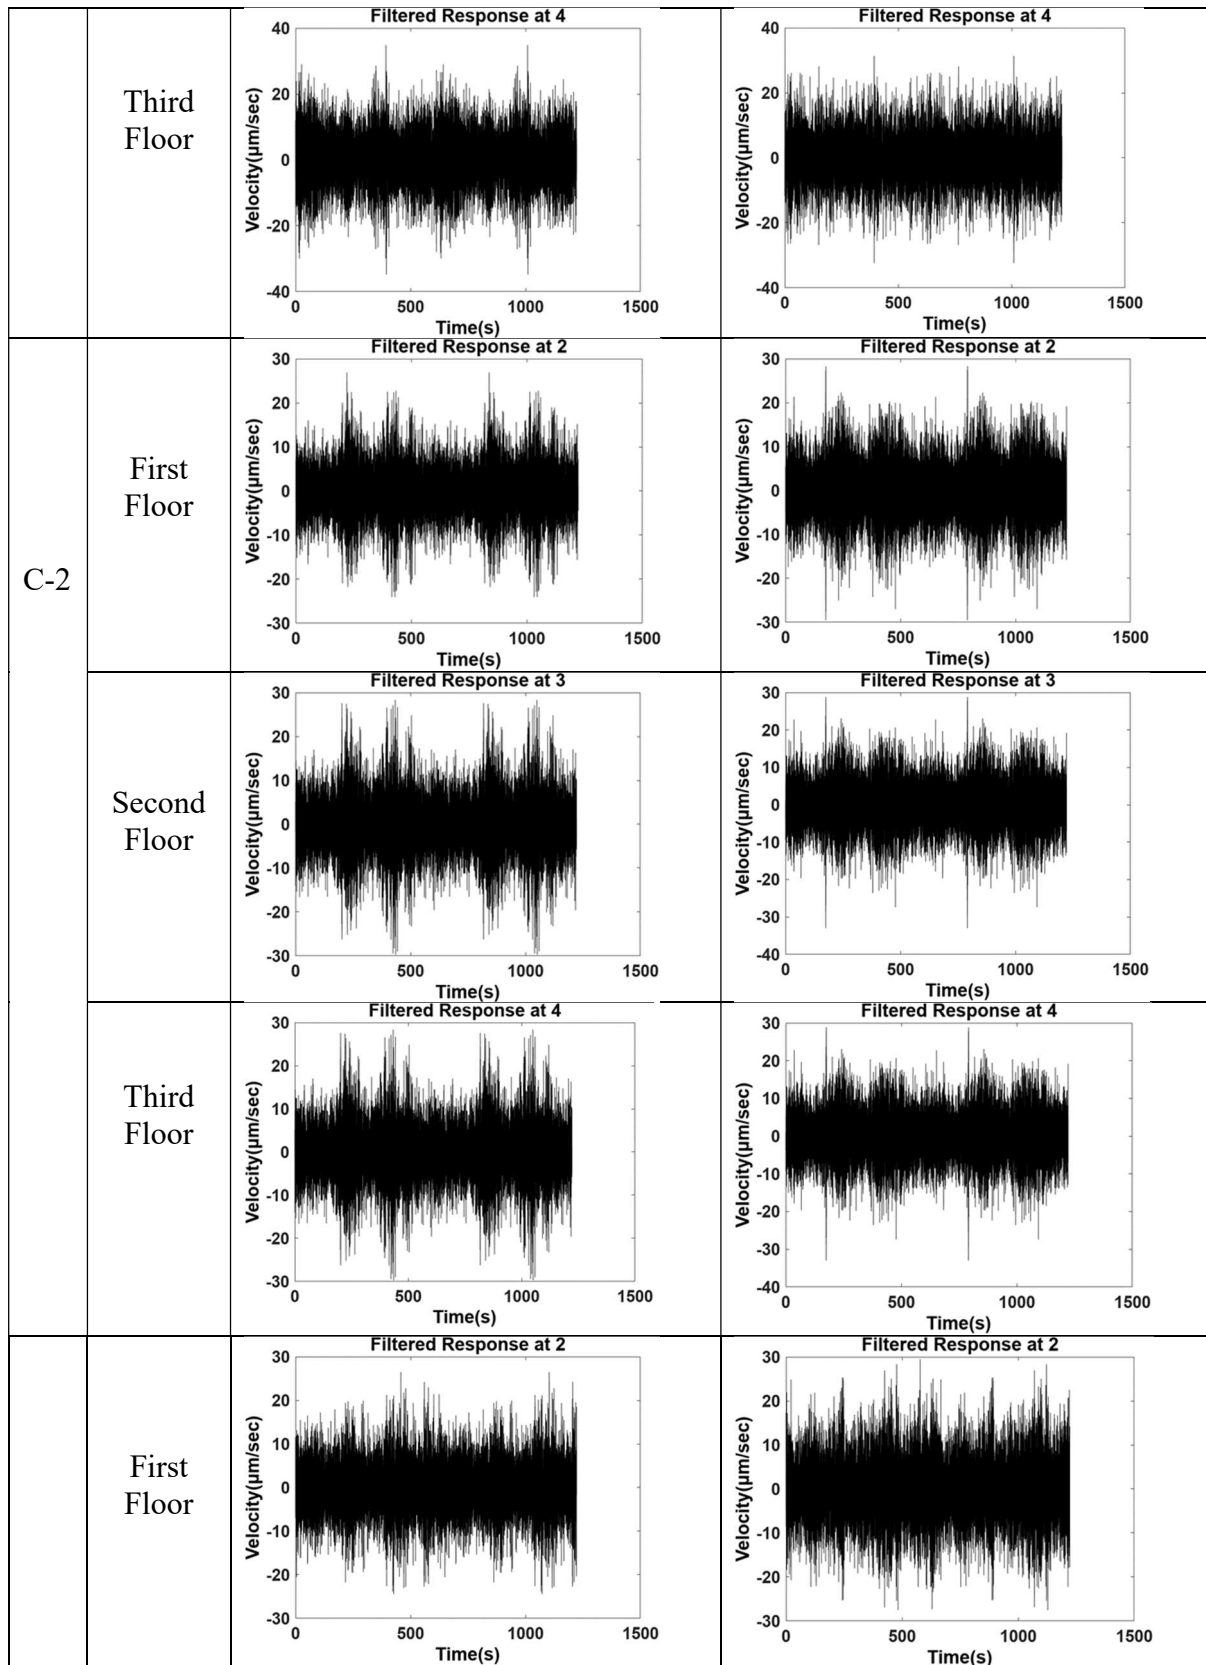 Third
Floor
Filtered Response at 4
Velocity(µm/sec)
40
20
0
-20
-40
0
500
1000
1500
Time(s)
Filtered Response at 4
Velocity(µm/sec)
40
20
0
-20
-40
0
500
1000
1500
Time(s)
C-2
First
Floor
Filtered Response at 2
Velocity(µm/sec)
30
20
10
0
-10
-20
-30
0
500
1000
1500
Time(s)
Filtered Response at 2
Velocity(µm/sec)
30
20
10
0
-10
-20
-30
0
500
1000
1500
Time(s)
Second
Floor
Filtered Response at 3
Velocity(µm/sec)
30
20
10
0
-10
-20
-30
0
500
1000
1500
Time(s)
Filtered Response at 3
Velocity(µm/sec)
30
20
10
0
-10
-20
-30
-40
0
500
1000
1500
Time(s)
Third
Floor
Filtered Response at 4
Velocity(µm/sec)
30
20
10
0
-10
-20
-30
0
500
1000
1500
Time(s)
Filtered Response at 4
Velocity(µm/sec)
30
20
10
0
-10
-20
-30
-40
0
500
1000
1500
Time(s)
First
Floor
Filtered Response at 2
Velocity(µm/sec)
30
20
10
0
-10
-20
-30
0
500
1000
1500
Time(s)
Filtered Response at 2
Velocity(µm/sec)
30
20
10
0
-10
-20
-30
0
500
1000
1500
Time(s)